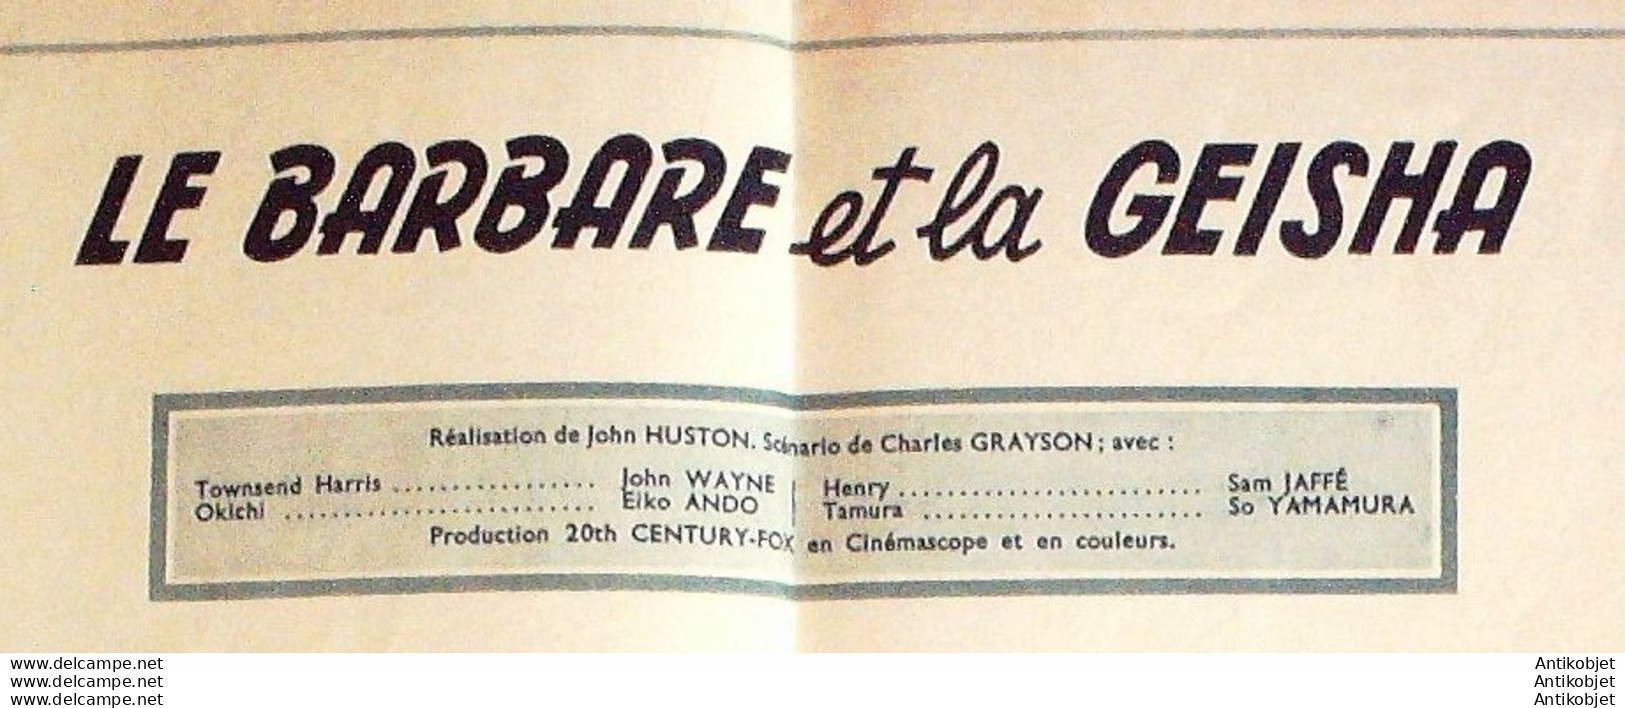 LE BARBARE et la GEISHA
Réalisation de John HUSTON. Scénario de Charles GRAYSON; avec :
Townsend Harris .................. John WAYNE | Henry .......................... Sam JAFFÉ
Okichi ........................... Eiko ANDO | Tamura ........................ So YAMAMURA
Production 20th CENTURY-FOX en Cinémascope et en couleurs.
www.delcampe.net Antikobjet
www.delcampe.net Antikobjet
www.delcampe.net Antikobjet